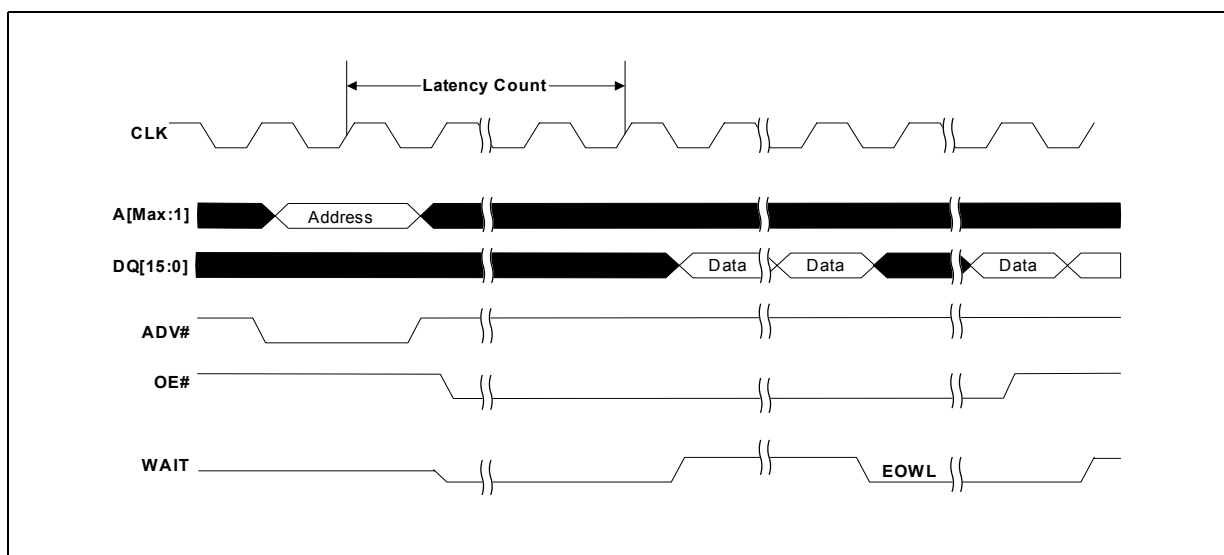 Latency Count
CLK
A[Max:1]
Address
DQ[15:0]
Data
Data
Data
ADV#
OE#
WAIT
EOWL